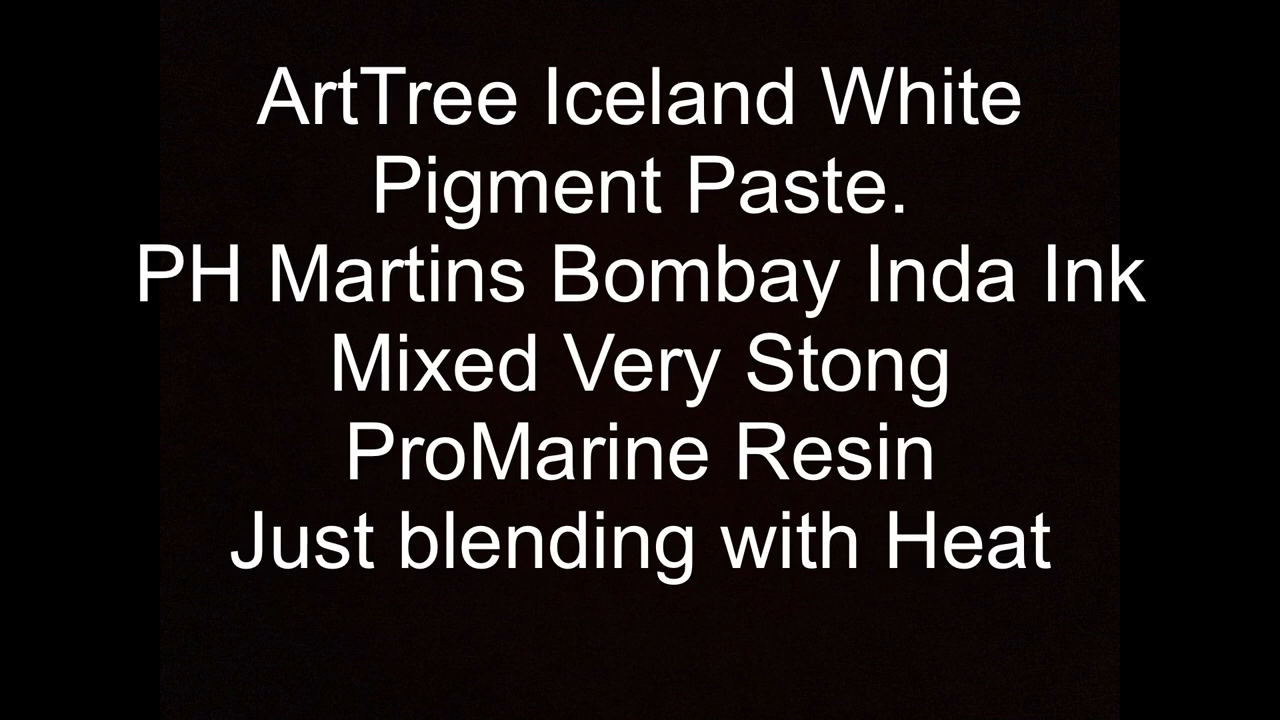 ArtTree Iceland White
Pigment Paste.
PH Martins Bombay Inda Ink
Mixed Very Stong
ProMarine Resin
Just blending with Heat